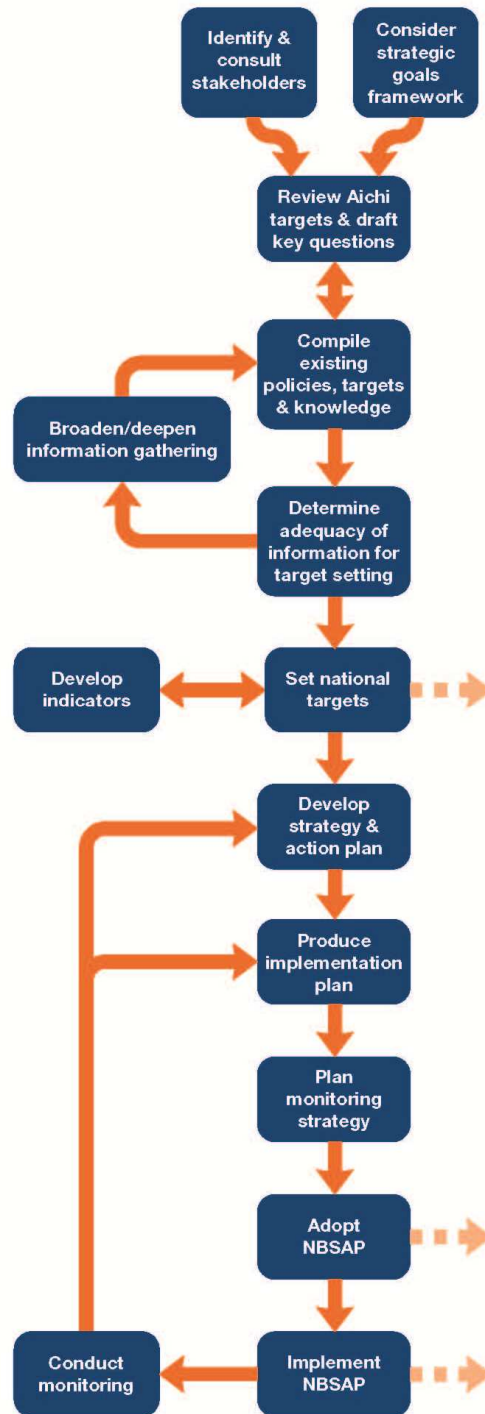 Identify &
consult
stakeholders
Consider
strategic
goals
framework
Review Aichi
targets & draft
key questions
Compile
existing
policies, targets
& knowledge
Broaden/deepen
information gathering
Determine
adequacy of
information for
target setting
Develop
indicators
Set national
targets
Develop
strategy &
action plan
Produce
implementation
plan
Plan
monitoring
strategy
Adopt
NBSAP
Conduct
monitoring
Implement
NBSAP